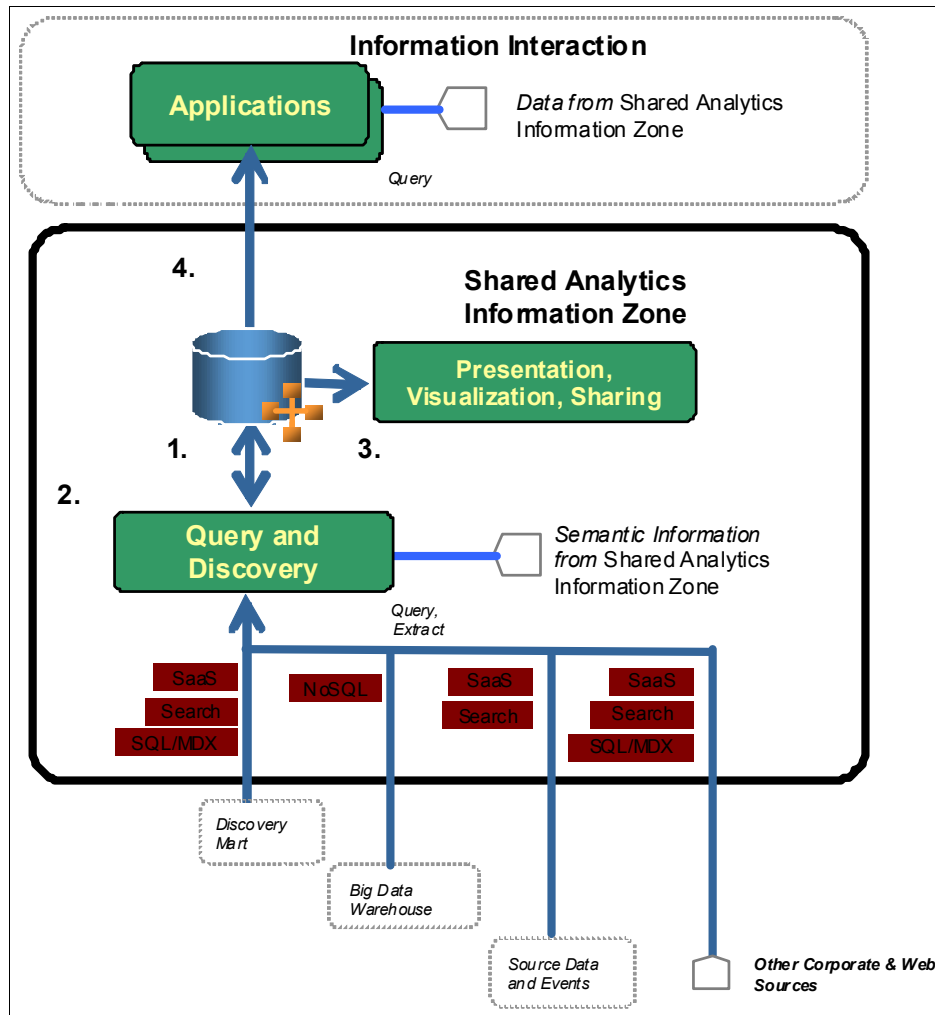 Information Interaction
Applications
Data from Shared Analytics
Information Zone
Query
4.
Shared Analytics
Information Zone
Presentation,
Visualization, Sharing
1.
3.
2.
Query and
Discovery
Semantic Information
from Shared Analytics
Information Zone
Query,
Extract
SaaS
Search
SQL/MDX
NoSQL
SaaS
Search
SaaS
Search
SQL/MDX
Discovery
Mart
Big Data
Warehouse
Source Data
and Events
Other Corporate & Web
Sources